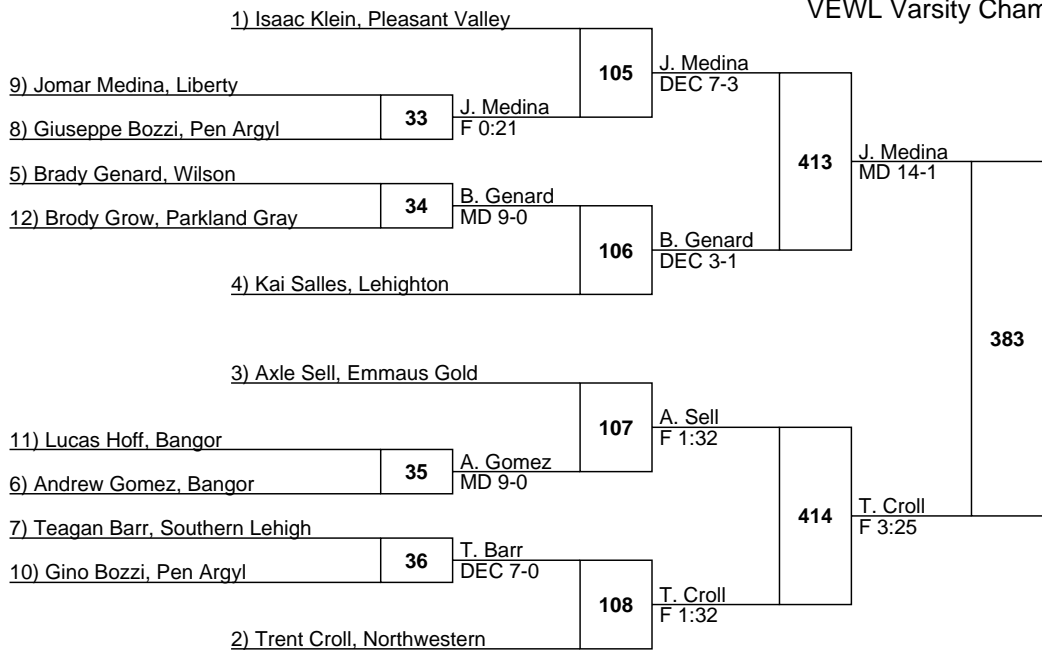 VEWL Varsity Cham
1) Isaac Klein, Pleasant Valley
105
J. Medina
DEC 7-3
9) Jomar Medina, Liberty
33
J. Medina
F 0:21
8) Giuseppe Bozzi, Pen Argyl
413
J. Medina
MD 14-1
5) Brady Genard, Wilson
34
B. Genard
MD 9-0
12) Brody Grow, Parkland Gray
106
B. Genard
DEC 3-1
4) Kai Salles, Lehighton
383
3) Axle Sell, Emmaus Gold
107
A. Sell
F 1:32
11) Lucas Hoff, Bangor
35
A. Gomez
MD 9-0
6) Andrew Gomez, Bangor
414
T. Croll
F 3:25
7) Teagan Barr, Southern Lehigh
36
T. Barr
DEC 7-0
10) Gino Bozzi, Pen Argyl
108
T. Croll
F 1:32
2) Trent Croll, Northwestern